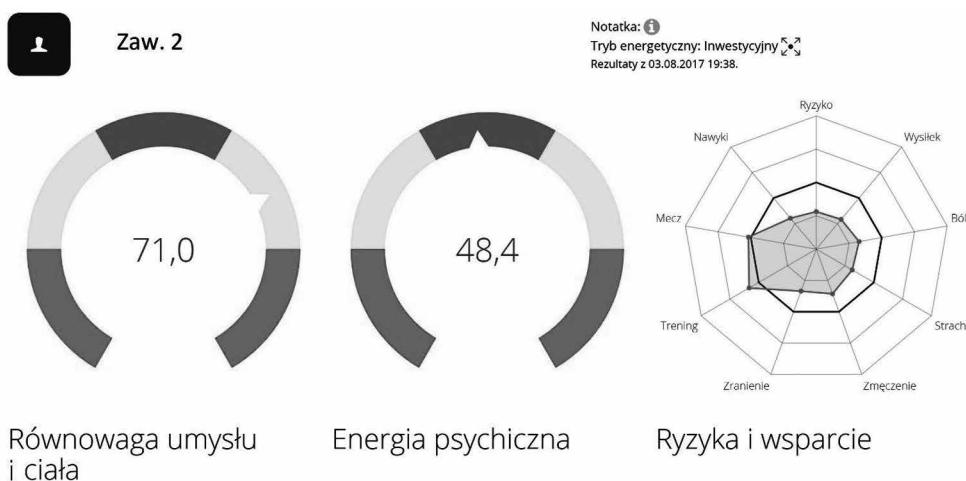 Zaw. 2
Notatka:
Tryb energetyczny: Inwestycyjny
Rezultaty z 03.08.2017 19:38.
71,0
48,4
Ryzyko
Nawyki
Wysiłek
Mecz
Ból
Trening
Strach
Zranienie
Zmęczenie
Równowaga umysłu
i ciała
Energia psychiczna
Ryzyka i wsparcie